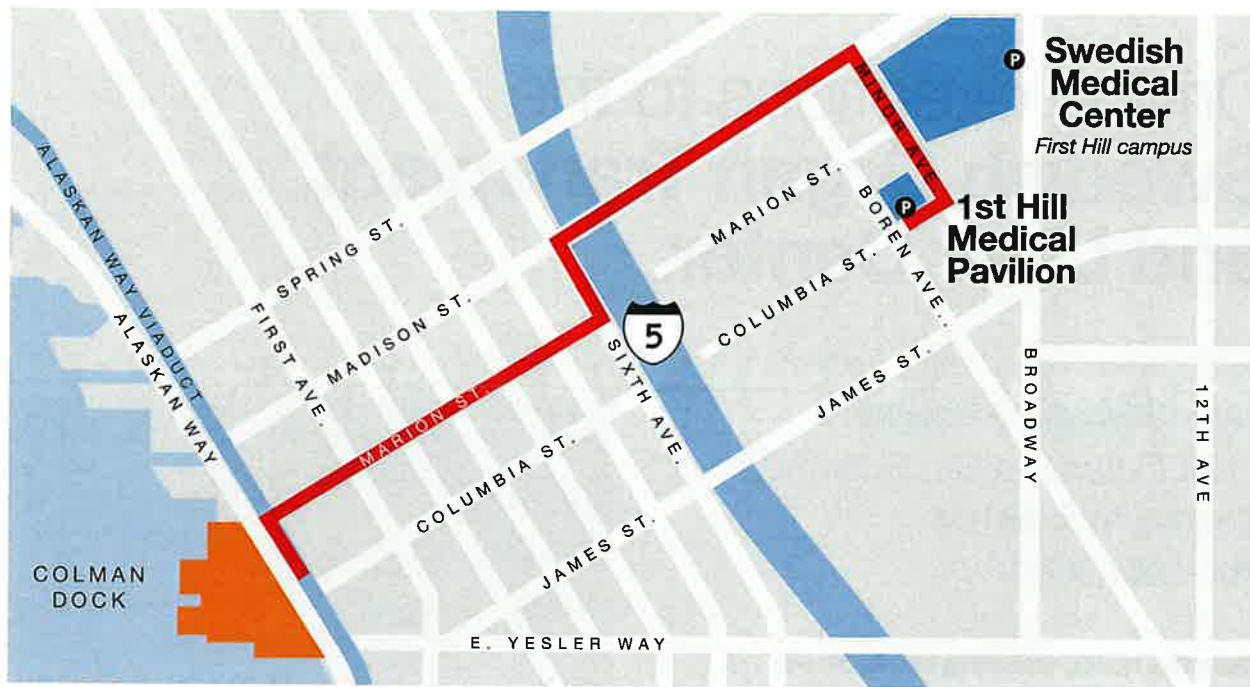 Swedish
Medical
Center
First Hill campus
P
MINOR AVE.
P
1st Hill
Medical
Pavilion
MARION ST.
BOREN AVE..
COLUMBIA ST.
JAMES ST.
BROADWAY
12TH AVE
5
SPRING ST.
FIRST AVE.
MADISON ST.
MARION ST.
SIXTH AVE.
COLUMBIA ST.
JAMES ST.
ALASKAN WAY VIADUCT
ALASKAN WAY
COLMAN
DOCK
E. YESLER WAY